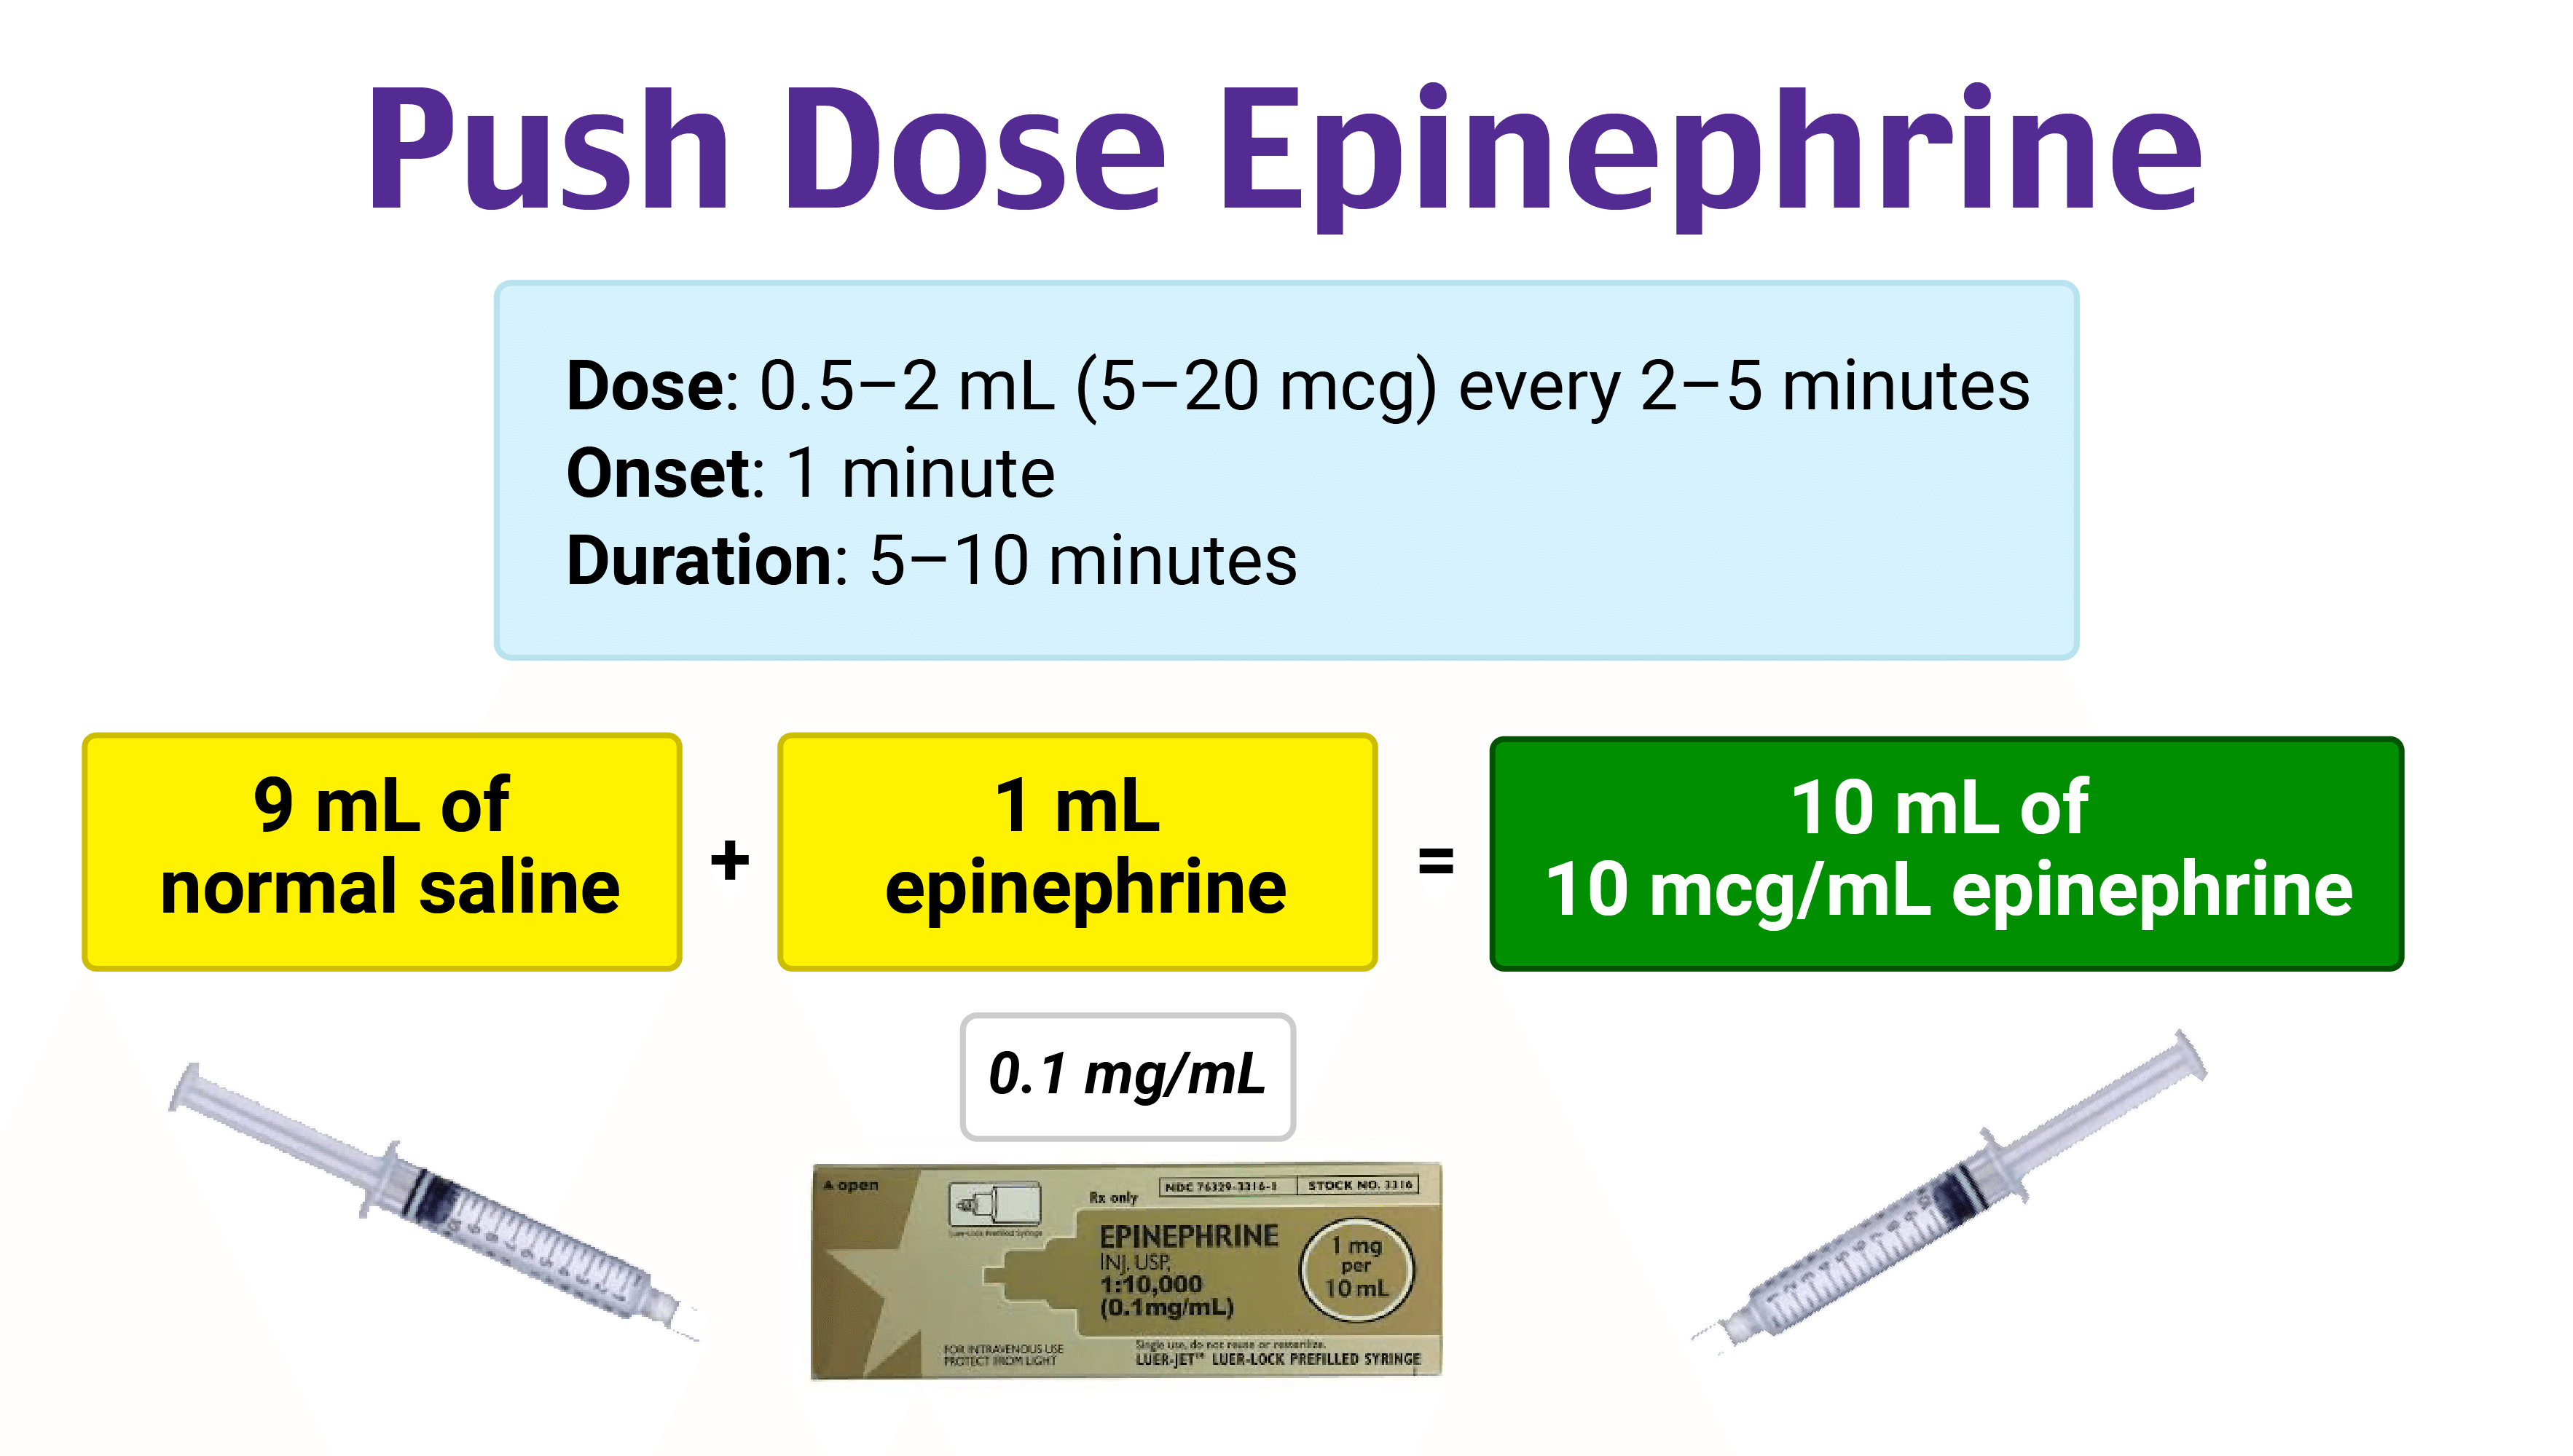 Push Dose Epinephrine
Dose: 0.5–2 mL (5–20 mcg) every 2–5 minutes
Onset: 1 minute
Duration: 5–10 minutes
9 mL of
normal saline
+
1 mL
epinephrine
=
10 mL of
10 mcg/mL epinephrine
0.1 mg/mL
open
Rx only
NDC 76329-3316-1
STOCK NO. 3316
Luer-Lock Prefilled Syringe
EPINEPHRINE
INJ. USP,
1:10,000
(0.1mg/mL)
1 mg
per
10 mL
FOR INTRAVENOUS USE
PROTECT FROM LIGHT
Single use, do not reuse or resterilize.
LUER-JET™ LUER-LOCK PREFILLED SYRINGE